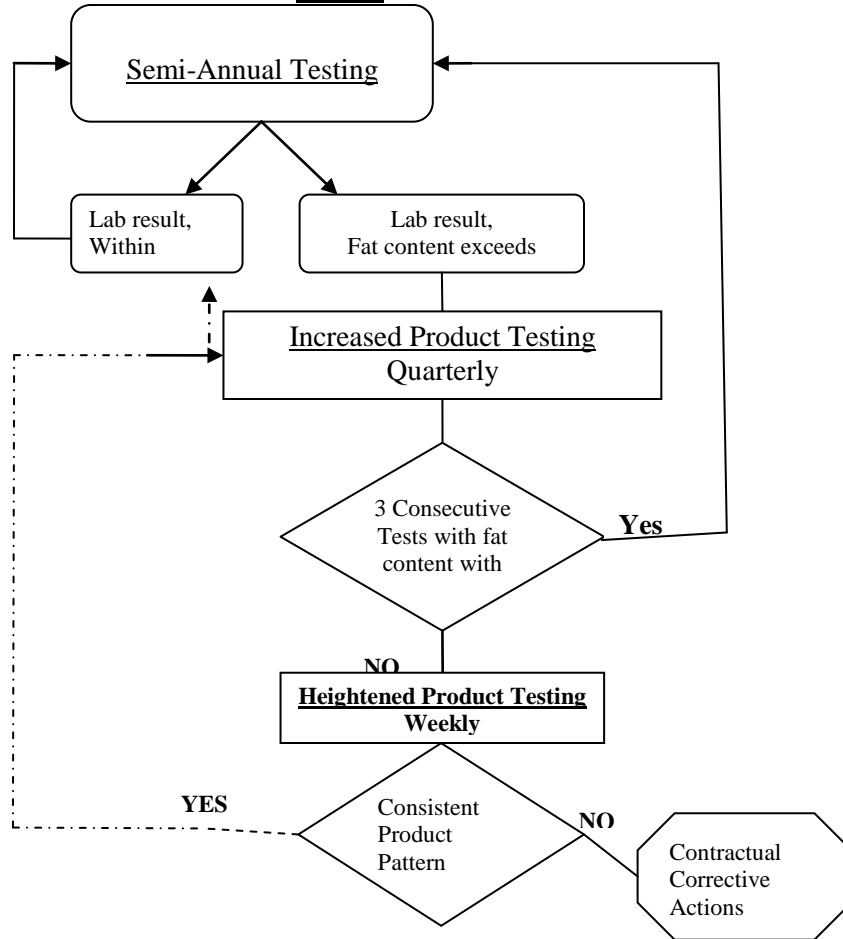 Semi-Annual Testing
Lab result,
Within
Lab result,
Fat content exceeds
Increased Product Testing
Quarterly
3 Consecutive
Tests with fat
content with
Yes
NO
Heightened Product Testing
Weekly
YES
Consistent
Product
Pattern
NO
Contractual
Corrective
Actions